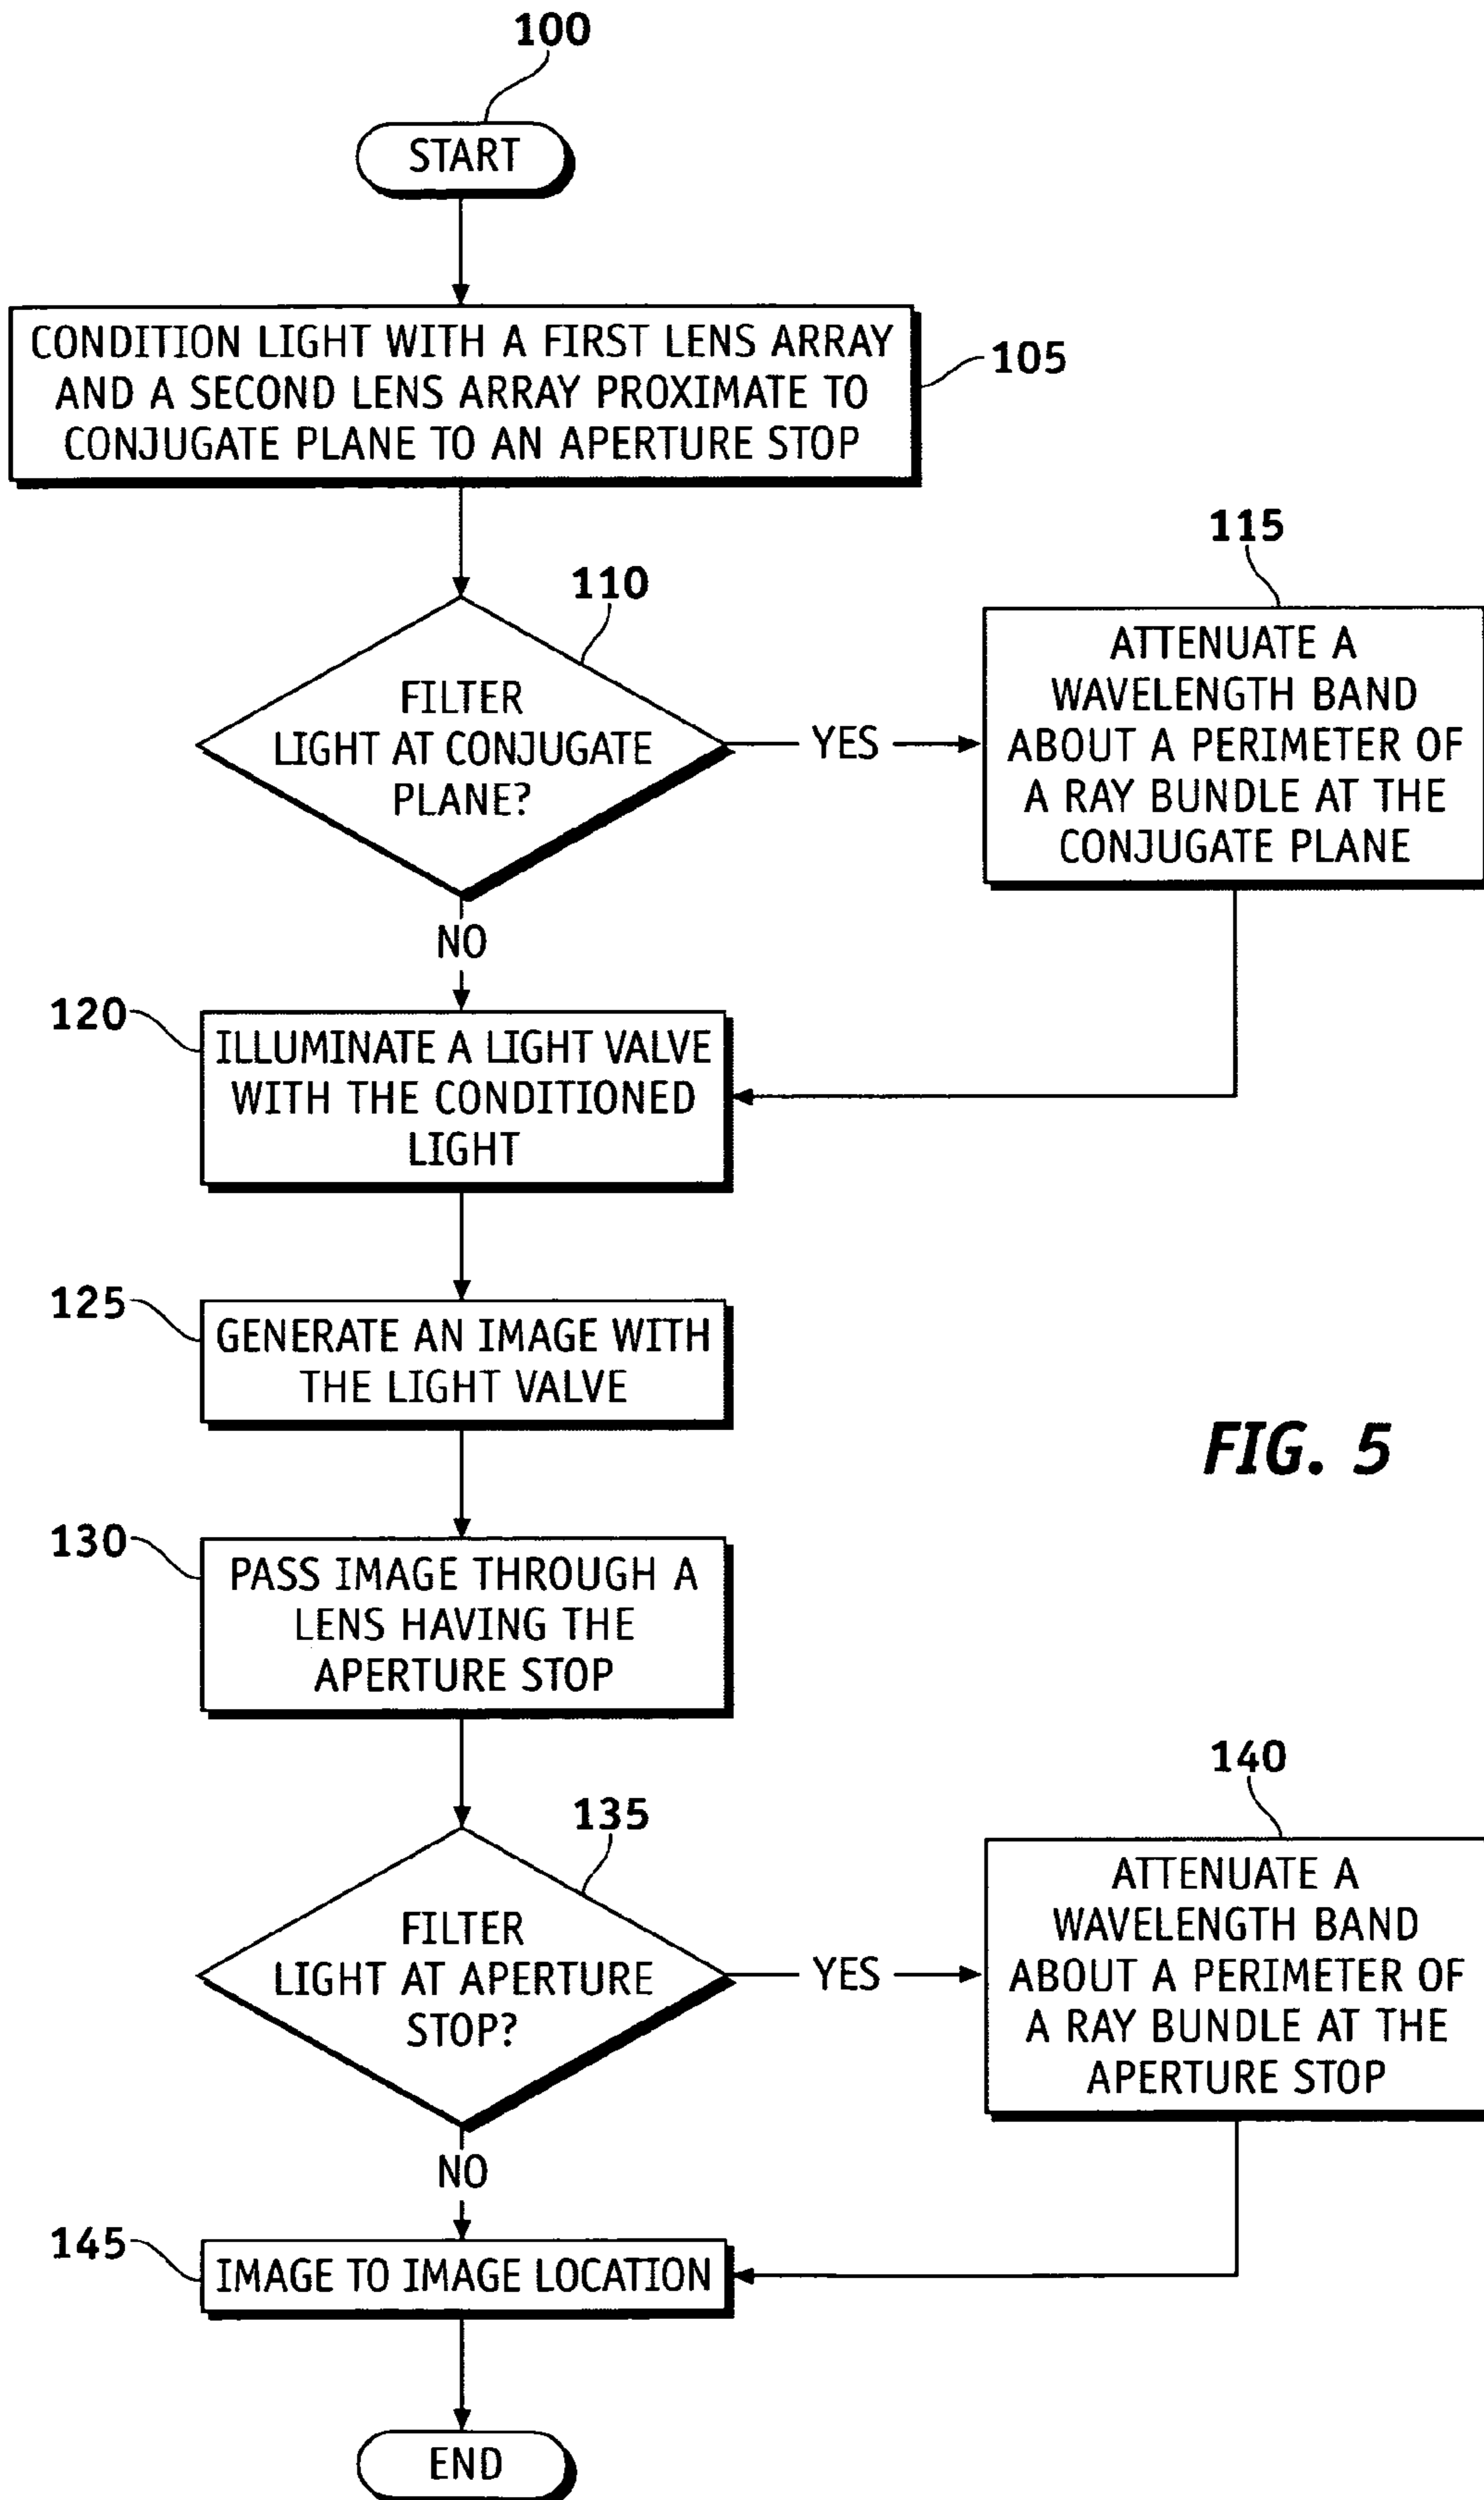 100
START
CONDITION LIGHT WITH A FIRST LENS ARRAY
AND A SECOND LENS ARRAY PROXIMATE TO
CONJUGATE PLANE TO AN APERTURE STOP
105
110
FILTER
LIGHT AT CONJUGATE
PLANE?
YES
115
ATTENUATE A
WAVELENGTH BAND
ABOUT A PERIMETER OF
A RAY BUNDLE AT THE
CONJUGATE PLANE
NO
120
ILLUMINATE A LIGHT VALVE
WITH THE CONDITIONED
LIGHT
125
GENERATE AN IMAGE WITH
THE LIGHT VALVE
FIG. 5
130
PASS IMAGE THROUGH A
LENS HAVING THE
APERTURE STOP
135
FILTER
LIGHT AT APERTURE
STOP?
YES
140
ATTENUATE A
WAVELENGTH BAND
ABOUT A PERIMETER OF
A RAY BUNDLE AT THE
APERTURE STOP
NO
145
IMAGE TO IMAGE LOCATION
END